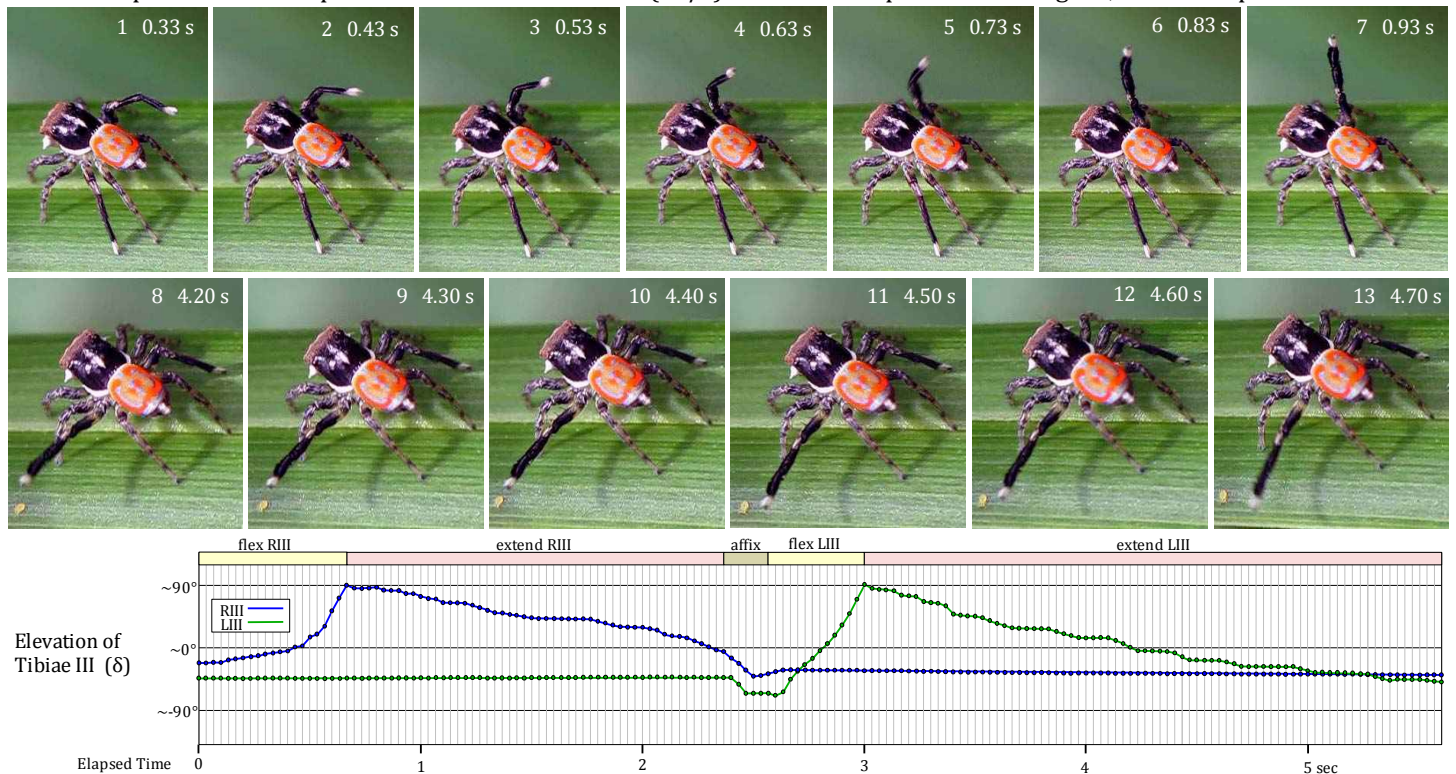 1 0.33 s
2 0.43 s
3 0.53 s
4 0.63 s
5 0.73 s
6 0.83 s
7 0.93 s
8 4.20 s
9 4.30 s
10 4.40 s
11 4.50 s
12 4.60 s
13 4.70 s
flex RIII
extend RIII
affix
flex LIII
extend LIII
~90°
RIII
LIII
Elevation of
Tibiae III (δ)
~0°
~-90°
Elapsed Time
0
1
2
3
4
5 sec